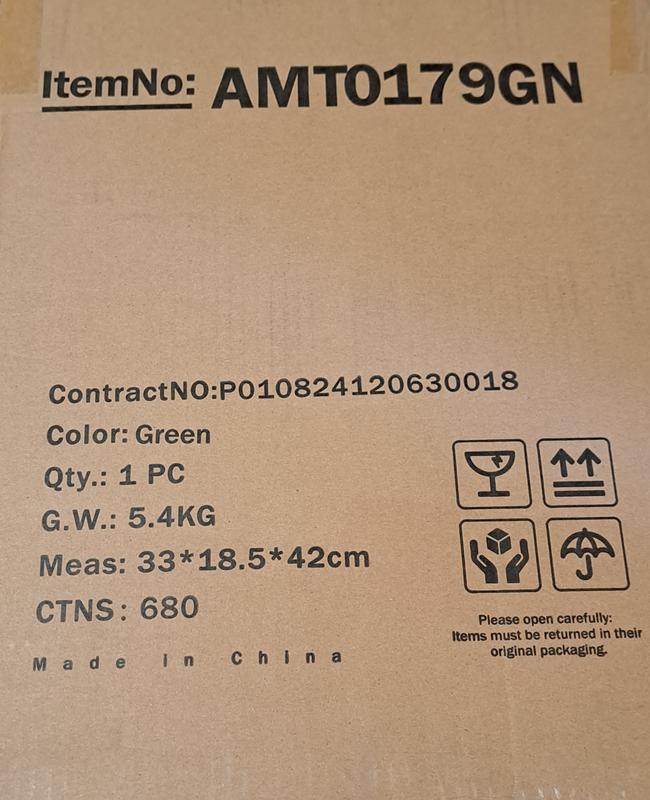 ItemNo: AMT0179GN
ContractNO:P010824120630018
Color: Green
Qty.: 1 PC
G.W.: 5.4KG
Meas: 33*18.5*42cm
CTNS: 680
Made in China
Please open carefully:
Items must be returned in their
original packaging.